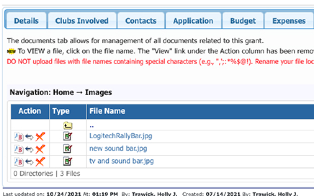 Details Clubs Involved Contacts Application Budget Expenses
The documents tab allows for management of all documents related to this grant.
NEW To VIEW a file, click on the file name. The "View" link under the Action column has been remo
DO NOT upload files with file names containing special characters (e.g., Rename your file loc
Navigation: Home → Images
Action Type File Name
..
LogitechRallyBar.jpg
new sound bar.jpg
tv and sound bar.jpg
0 Directories | 3 Files
Last updated on: 10/24/2021 At: 01:19 PM By: Trawick, Holly J. Created: 07/14/2021 By: Trawick, Holly J.